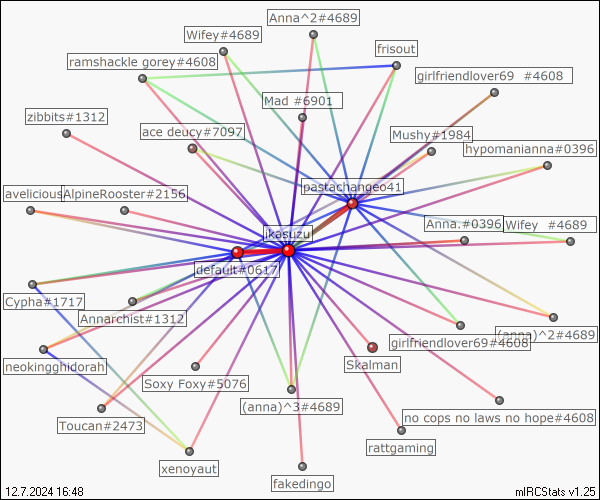 Anna^2#4689
Wifey#4689
frisout
ramshackle gorey#4608
girlfriendlover69 #4608
Mad #6901
zibbits#1312
ace deucy#7097
Mushy#1984
hypomanianna#0396
pastachangeo41
avelicious
AlpineRooster#2156
Anna.#0396
Wifey #4689
ikasuzu
default#0617
Cypha#1717
Annarchist#1312
(anna)^2#4689
girlfriendlover69#4608
Skalman
neokingghidorah
Soxy Foxy#5076
(anna)^3#4689
no cops no laws no hope#4608
Toucan#2473
rattgaming
xenoyaut
fakedingo
12.7.2024 16:48
mIRCStats v1.25